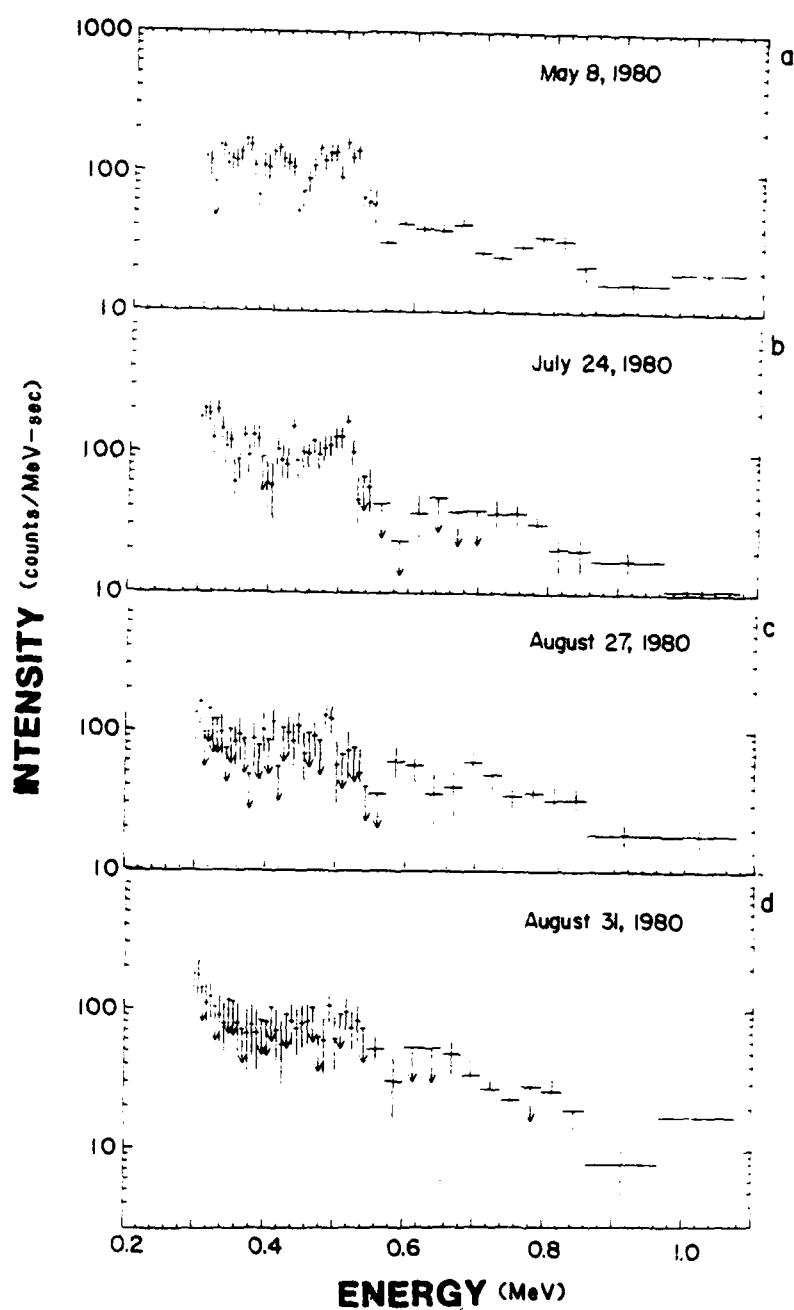 1000
a
May 8, 1980
100
10
b
July 24, 1980
100
10
c
August 27, 1980
100
10
d
August 31, 1980
100
10
0.2 0.4 0.6 0.8 1.0
ENERGY (MeV)
INTENSITY (counts/MeV-sec)